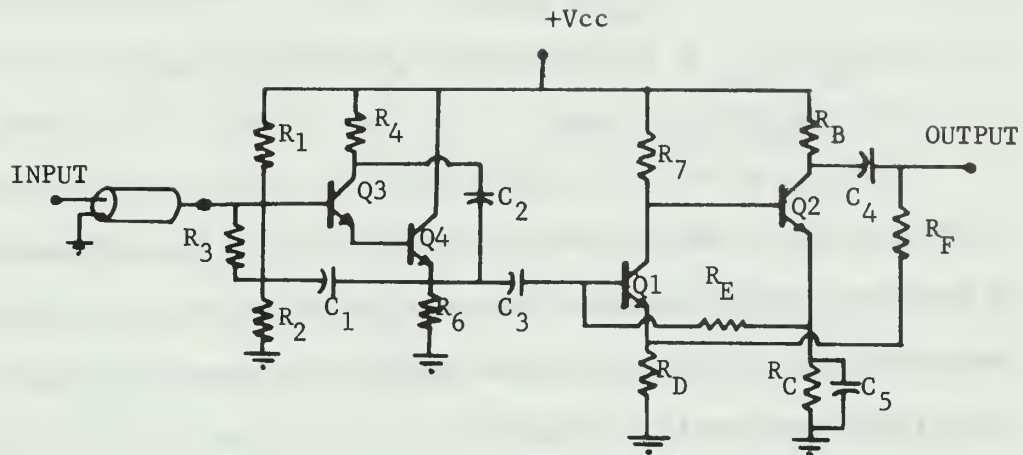 +Vcc
INPUT
OUTPUT
R1
R4
R7
RB
Q3
C2
Q2
C4
R3
Q4
RF
Q1
RE
C1
R6
C3
R2
RD
RC
C5